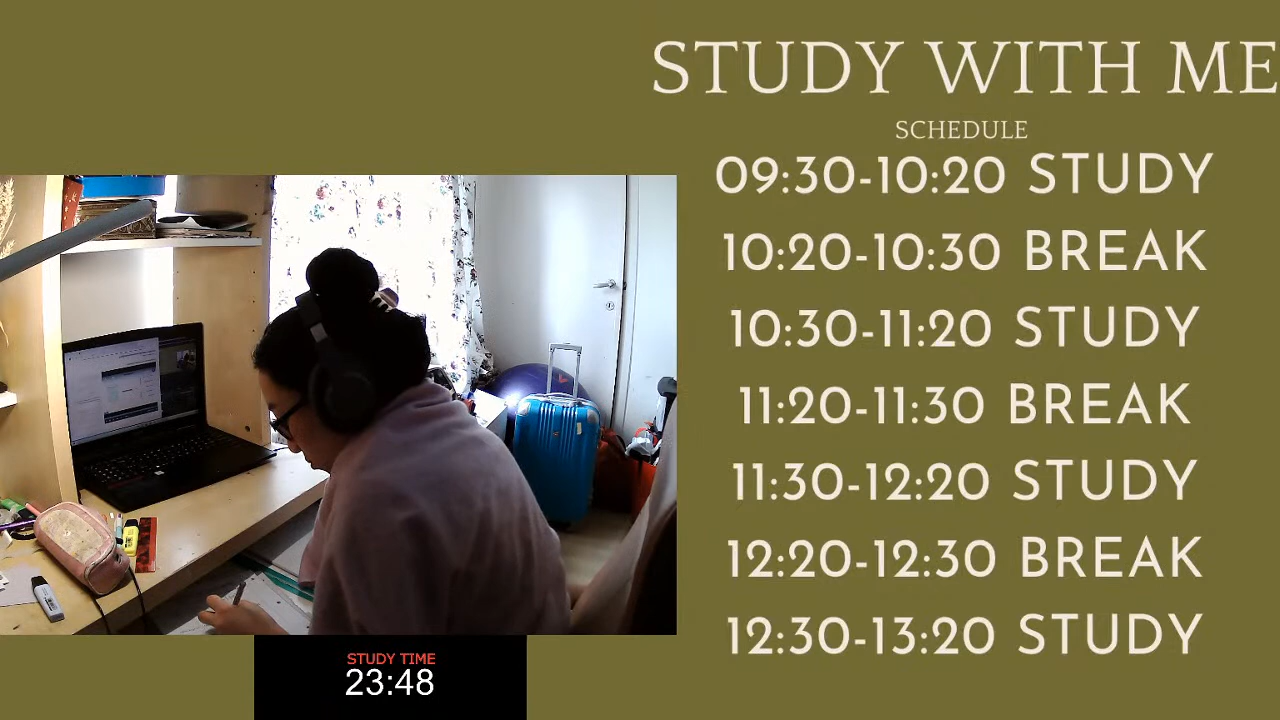 STUDY WITH ME
SCHEDULE
09:30-10:20 STUDY
10:20-10:30 BREAK
10:30-11:20 STUDY
11:20-11:30 BREAK
11:30-12:20 STUDY
12:20-12:30 BREAK
12:30-13:20 STUDY
STUDY TIME
23:48